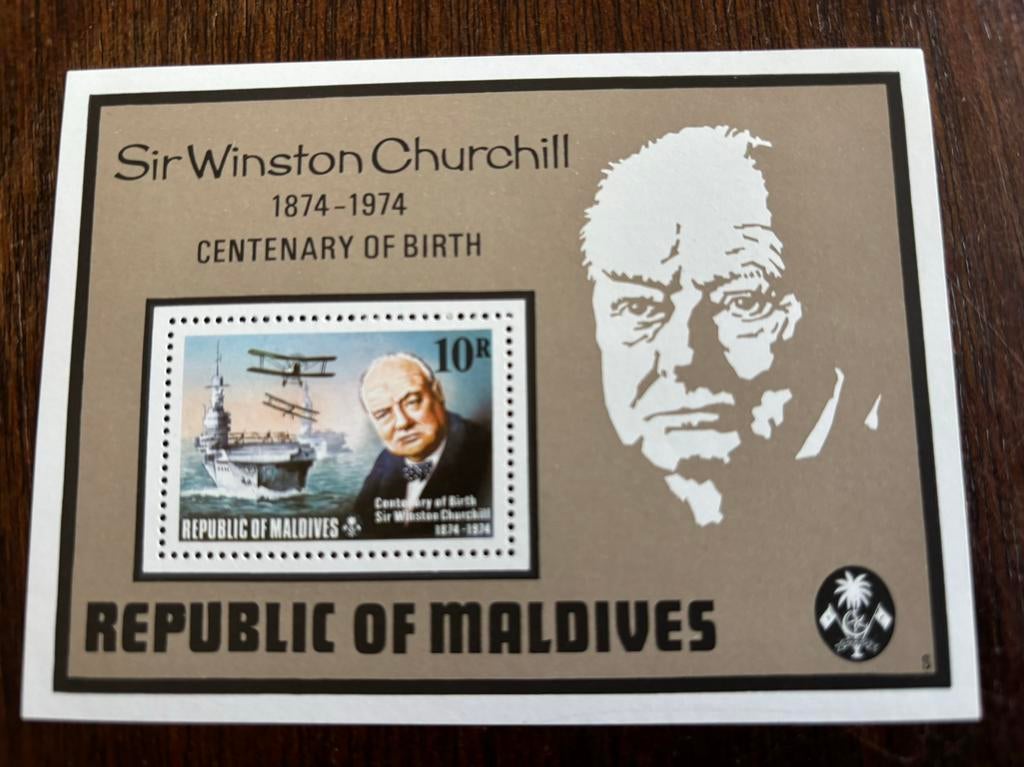 Sir Winston Churchill
1874-1974
CENTENARY OF BIRTH
10R
Centenary of Birth
Sir Winston Churchill
1874-1974
REPUBLIC OF MALDIVES
REPUBLIC OF MALDIVES